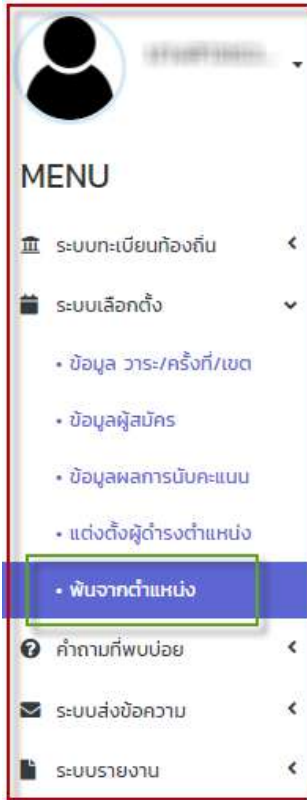 MENU
ระบบทะเบียนท้องถิ่น
ระบบเลือกตั้ง
• ข้อมูล วาระ/ครั้งที่/เขต
• ข้อมูลผู้สมัคร
• ข้อมูลผลการนับคะแนน
• แต่งตั้งผู้ดำรงตำแหน่ง
• พ้นจากตำแหน่ง
คำถามที่พบบ่อย
ระบบส่งข้อความ
ระบบรายงาน